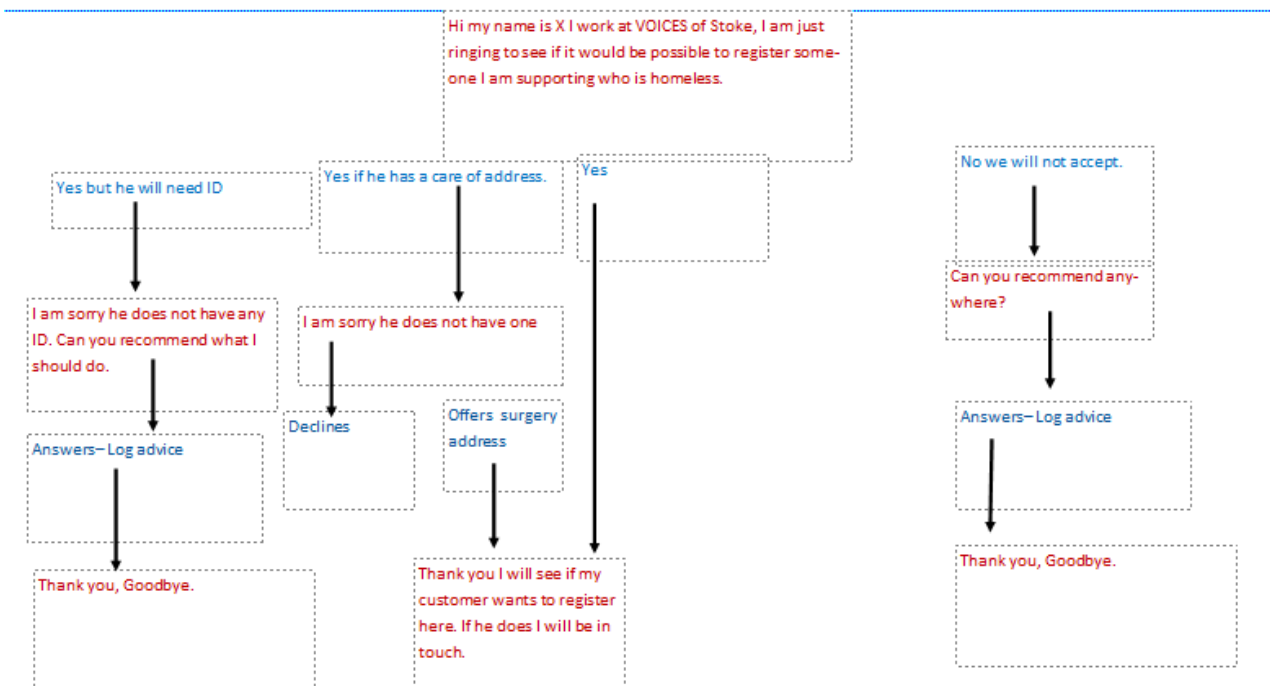 Hi my name is X I work at VOICES of Stoke, I am just
ringing to see if it would be possible to register some-
one I am supporting who is homeless.
Yes but he will need ID
Yes if he has a care of address.
Yes
No we will not accept.
I am sorry he does not have any
ID. Can you recommend what I
should do.
I am sorry he does not have one
Can you recommend any-
where?
Answers–Log advice
Declines
Offers surgery
address
Answers–Log advice
Thank you, Goodbye.
Thank you I will see if my
customer wants to register
here. If he does I will be in
touch.
Thank you, Goodbye.